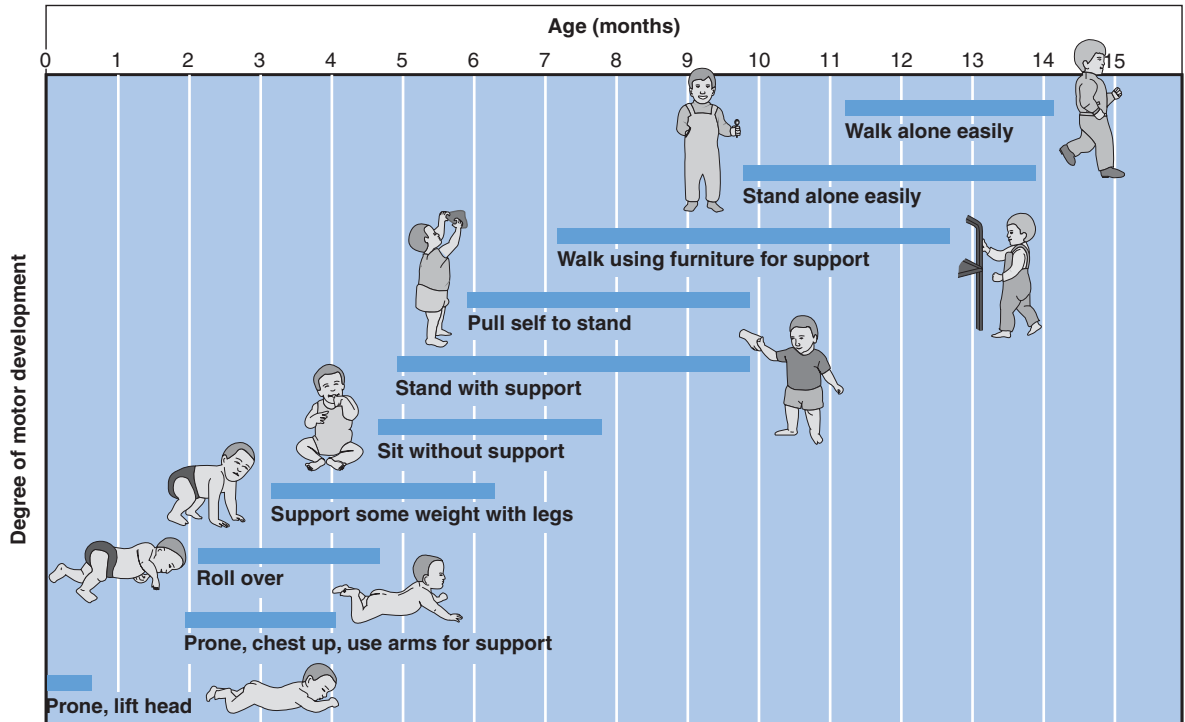 Age (months)
0 1 2 3 4 5 6 7 8 9 10 11 12 13 14 15
Degree of motor development
Walk alone easily
Stand alone easily
Walk using furniture for support
Pull self to stand
Stand with support
Sit without support
Support some weight with legs
Roll over
Prone, chest up, use arms for support
Prone, lift head